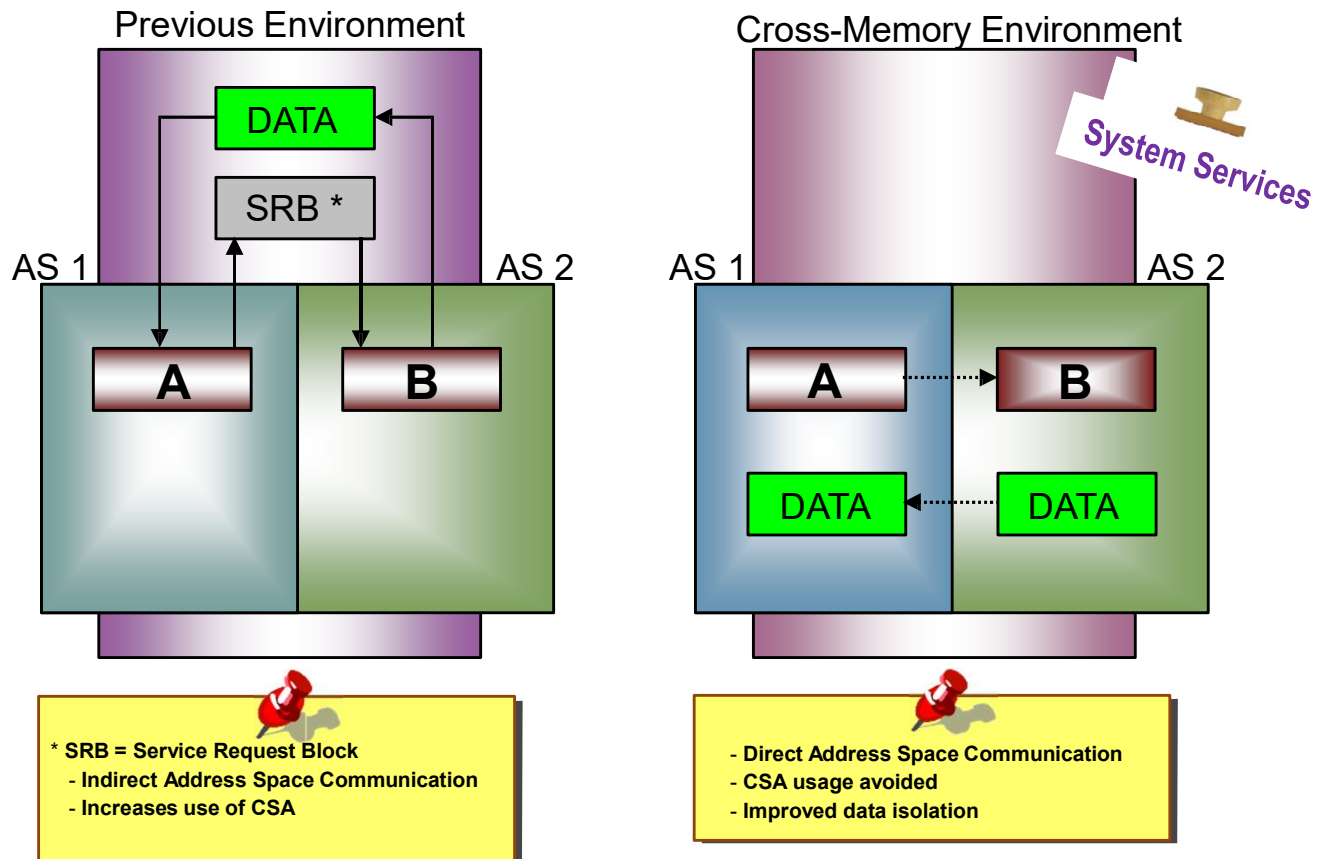 Previous Environment
DATA
SRB *
AS 1
AS 2
A
B
* SRB = Service Request Block
- Indirect Address Space Communication
- Increases use of CSA
Cross-Memory Environment
System Services
AS 1
AS 2
A
B
DATA
DATA
- Direct Address Space Communication
- CSA usage avoided
- Improved data isolation